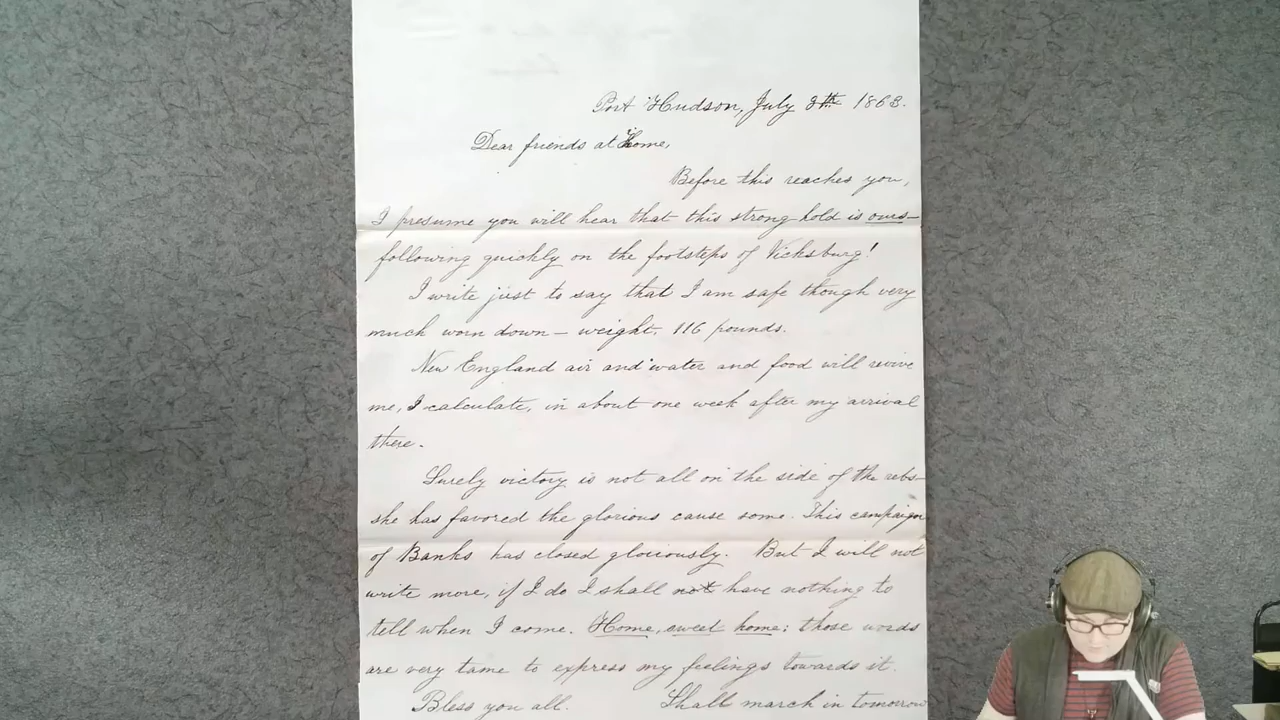 Port Hudson, July 8th 1863.
Dear friends at Home,
Before this reaches you,
I presume you will hear that this strong hold is ours—
following quickly on the footsteps of Vicksburg!
I write just to say that I am safe though very
much worn down — weight, 116 pounds.
New England air and water and food will revive
me, I calculate, in about one week after my arrival
there.
Surely victory is not all on the side of the rebs—
she has favored the glorious cause some. This campaign
of Banks has closed gloriously. But I will not
write more, if I do I shall not have nothing to
tell when I come. Home, sweet home; those words
are very tame to express my feelings towards it.
Bless you all. Shall march in tomorrow